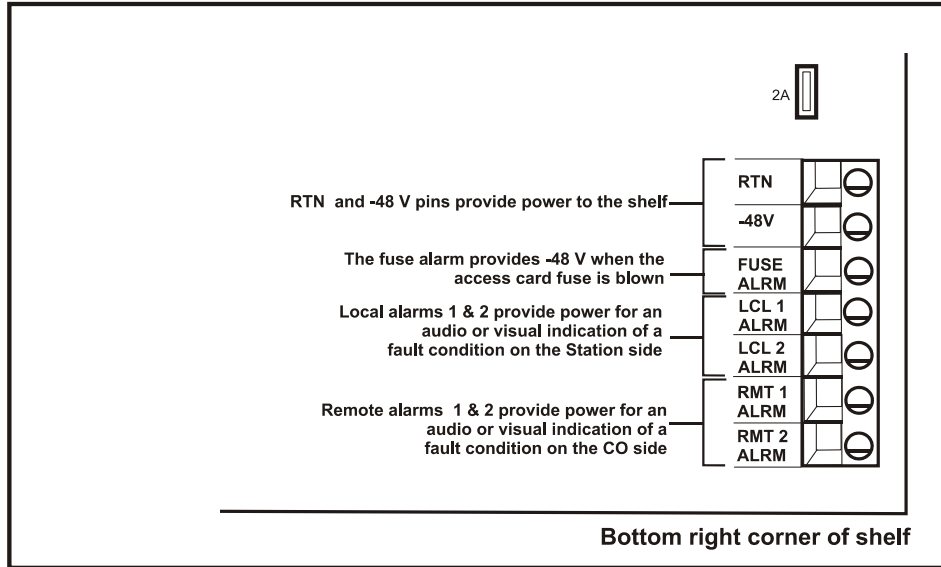 2A
RTN and -48 V pins provide power to the shelf
RTN
-48V
The fuse alarm provides -48 V when the
access card fuse is blown
FUSE
ALRM
Local alarms 1 & 2 provide power for an
audio or visual indication of a
fault condition on the Station side
LCL 1
ALRM
LCL 2
ALRM
Remote alarms 1 & 2 provide power for an
audio or visual indication of a
fault condition on the CO side
RMT 1
ALRM
RMT 2
ALRM
Bottom right corner of shelf